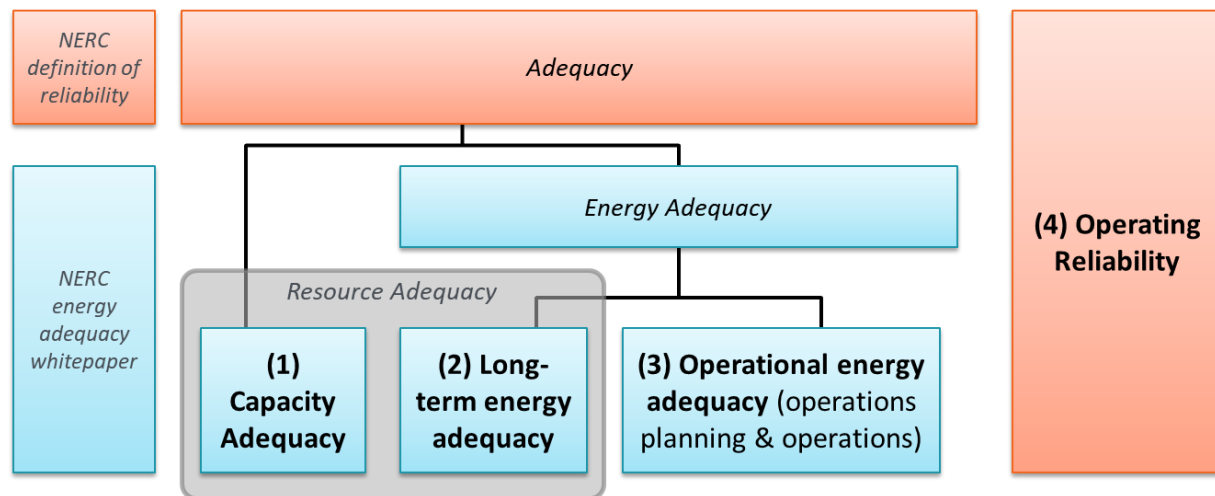 NERC
definition of
reliability
Adequacy
(4) Operating
Reliability
NERC
energy
adequacy
whitepaper
Energy Adequacy
Resource Adequacy
(1)
Capacity
Adequacy
(2) Long-
term energy
adequacy
(3) Operational energy
adequacy (operations
planning & operations)